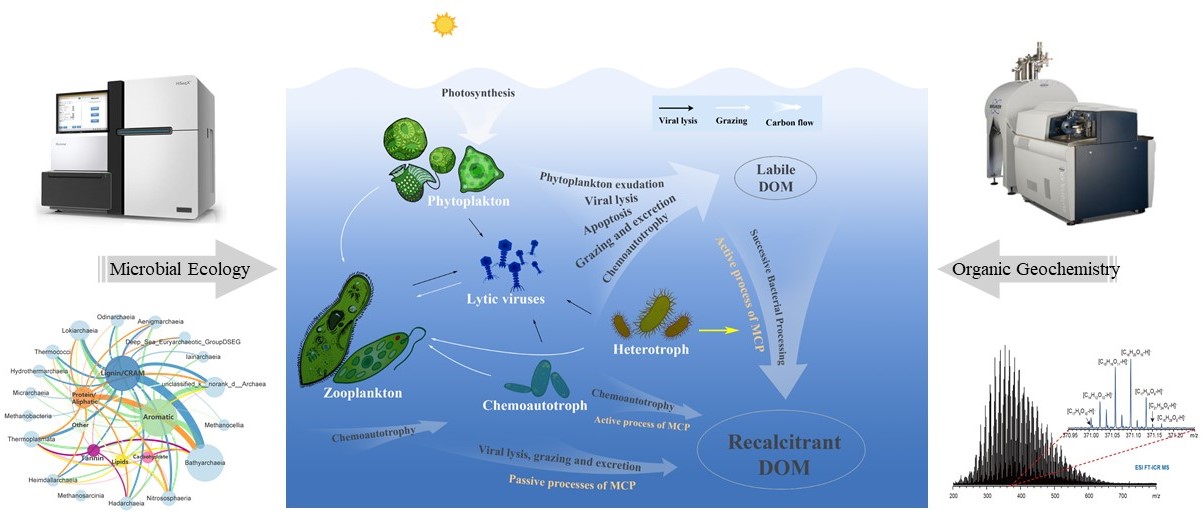 HiSeq X
Microbial Ecology
Odinarchaeia
Aenigmarchaeia
Lokiarchaeia
Deep_Sea_Euryarchaeotic_GroupDSEG
Thermococci
Iainarchaeia
Lignin/CRAM
Hydrothermarchaeia
unclassified_k__norank_d__Archaea
Micrarchaeia
Protein/
Aliphatic
Methanobacteria
Aromatic
Other
Methanocellia
Thermoplasmata
Tannin
Lipids
Carbohydrate
Bathyarchaeia
Heimdallarchaeia
Methanosarcinia
Nitrososphaeria
Hadarchaeia
Photosynthesis
Viral lysis
Grazing
Carbon flow
Phytoplakton
Phytoplankton exudation
Viral lysis
Apoptosis
Grazing and excretion
Chemoautotrophy
Labile
DOM
Lytic viruses
Active process of MCP
Successive Bacterial Processing
Heterotroph
Zooplankton
Chemoautotroph
Chemoautotrophy
Active process of MCP
Chemoautotrophy
Viral lysis, grazing and excretion
Passive processes of MCP
Recalcitrant
DOM
Organic Geochemistry
370.95
371.00
371.05
371.10
371.15
m/z
ESI FT-ICR MS
200
300
400
500
600
700
m/z